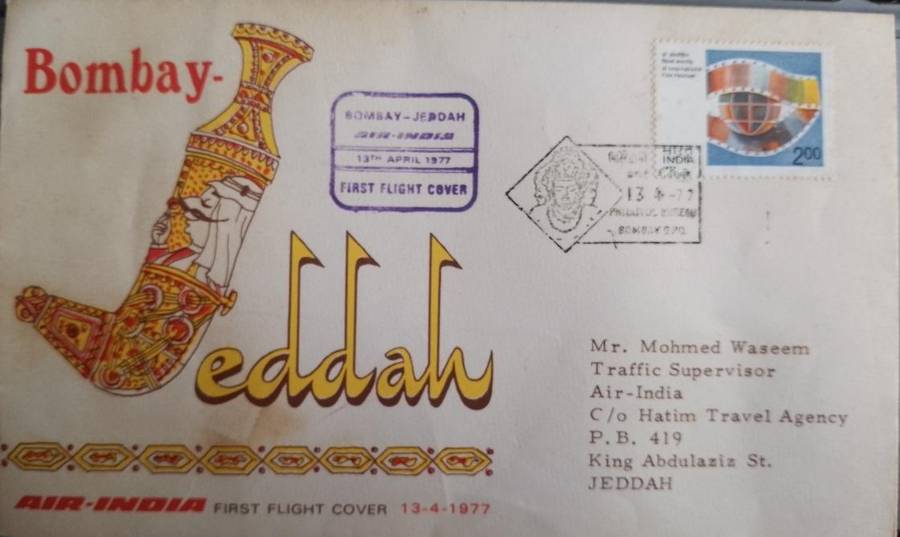 Bombay-
Jeddah
BOMBAY-JEDDAH
AIR-INDIA
13TH APRIL 1977
FIRST FLIGHT COVER
INDIA
2.00
13-4-77
PHILATELIC BUREAU
BOMBAY G.P.O.
Mr. Mohmed Waseem
Traffic Supervisor
Air-India
C/o Hatim Travel Agency
P.B. 419
King Abdulaziz St.
JEDDAH
AIR-INDIA FIRST FLIGHT COVER 13-4-1977